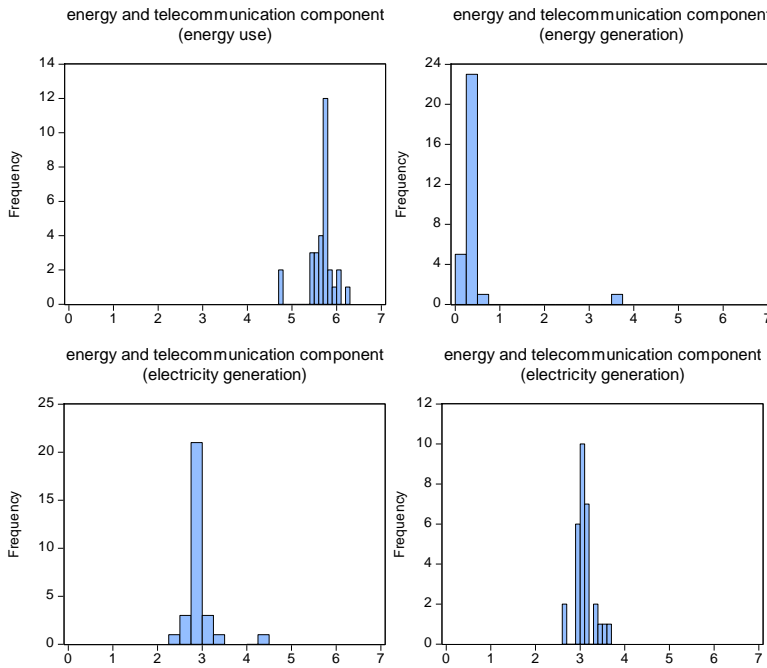 energy and telecommunication component
(energy use)
14
12
10
8
6
4
2
0
Frequency
0 1 2 3 4 5 6 7
energy and telecommunication component
(energy generation)
24
20
16
12
8
4
0
Frequency
0 1 2 3 4 5 6 7
energy and telecommunication component
(electricity generation)
25
20
15
10
5
0
Frequency
0 1 2 3 4 5 6 7
energy and telecommunication component
(electricity generation)
12
10
8
6
4
2
0
Frequency
0 1 2 3 4 5 6 7